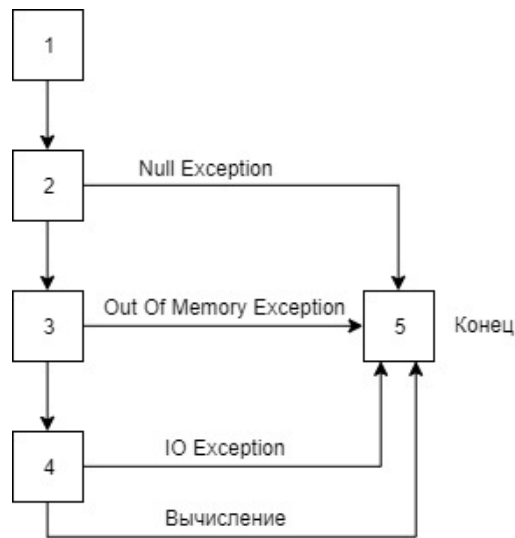 1
2
Null Exception
3
Out Of Memory Exception
5
Конец
4
IO Exception
Вычисление